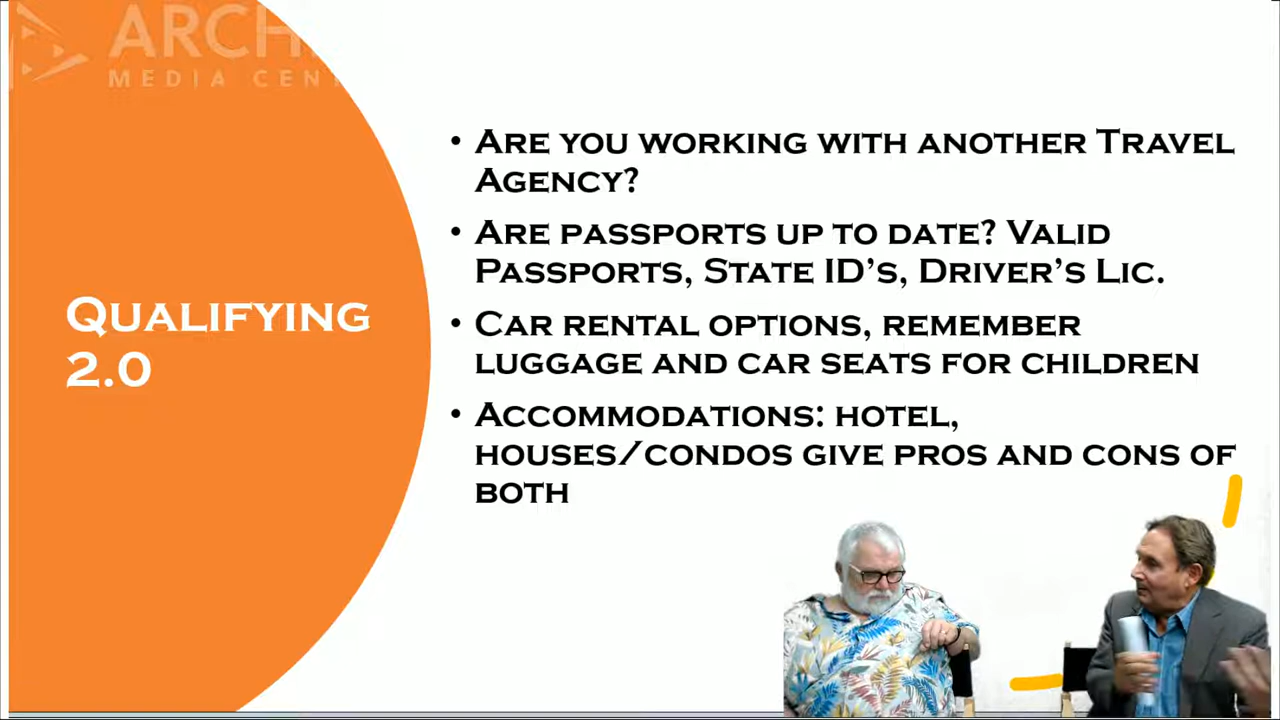 MEDIA
Qualifying
2.0
• Are you working with another Travel
Agency?
• Are passports up to date? Valid
Passports, State ID's, Driver's Lic.
• Car rental options, remember
luggage and car seats for children
• Accommodations: hotel,
houses/condos give pros and cons of
both